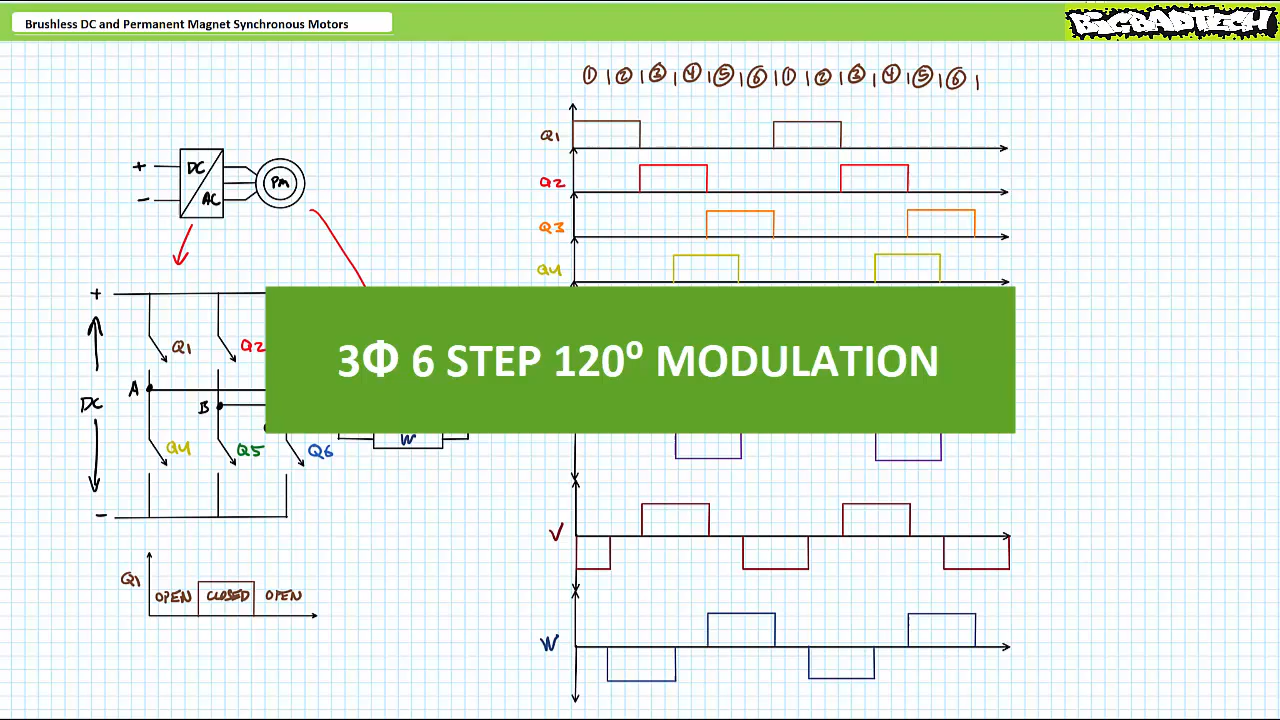 Brushless DC and Permanent Magnet Synchronous Motors
BIGBADTECH
① | ② | ③ | ④ | ⑤ | ⑥ | ① | ② | ③ | ④ | ⑤ | ⑥ |
Q1
Q2
Q3
Q4
+ DC
- AC
PM
+
Q1 Q2
A
DC B
Q4 Q5 Q6
W
-
3Φ 6 STEP 120⁰ MODULATION
V
W
Q1
OPEN CLOSED OPEN